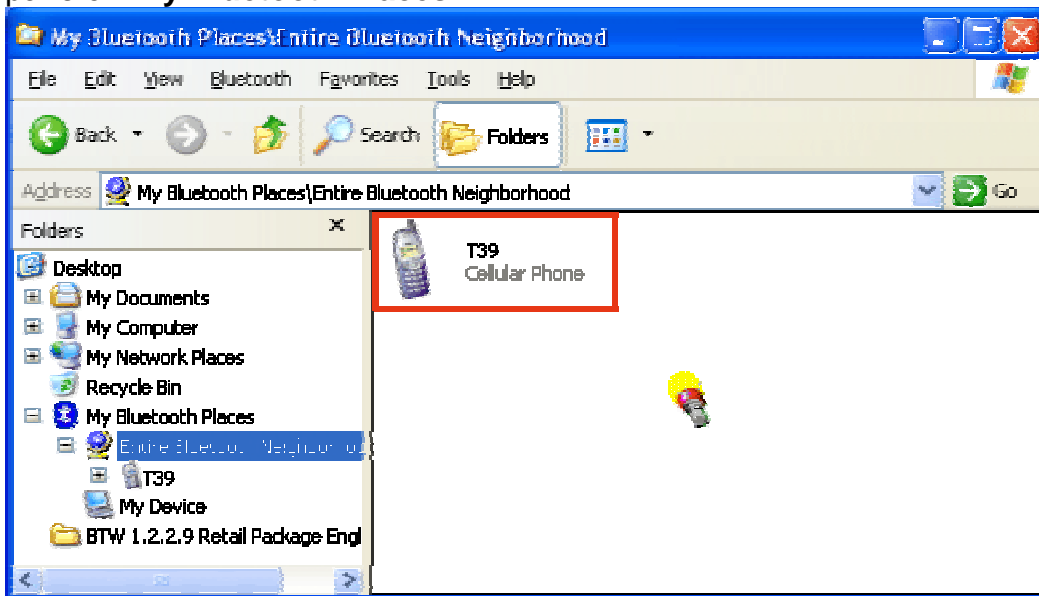 My Bluetooth Places\Entire Bluetooth Neighborhood
File Edit View Bluetooth Favorites Tools Help
Back Search Folders
Address My Bluetooth Places\Entire Bluetooth Neighborhood Go
Folders
Desktop
My Documents
My Computer
My Network Places
Recycle Bin
My Bluetooth Places
Entire Bluetooth
T39
My Device
BTW 1.2.2.9 Retail Package Engl
T39
Cellular Phone